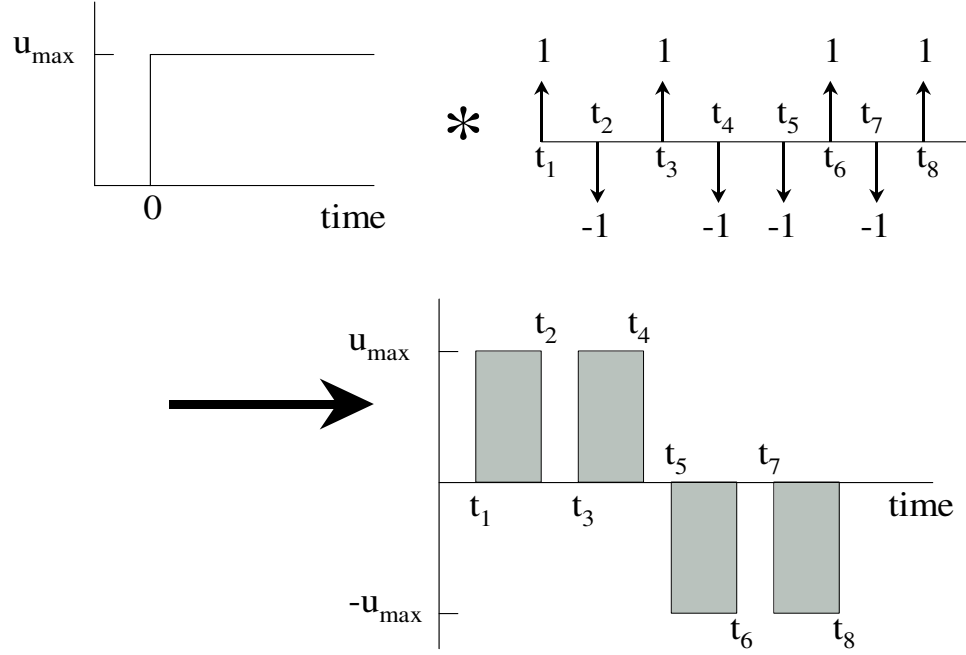 u_max
0
time
*
1 1 1 1
t_2 t_4 t_5 t_7
t_1 t_3 t_6 t_8
-1 -1 -1 -1
t_2 t_4
u_max
t_5 t_7
t_1 t_3 time
-u_max
t_6 t_8